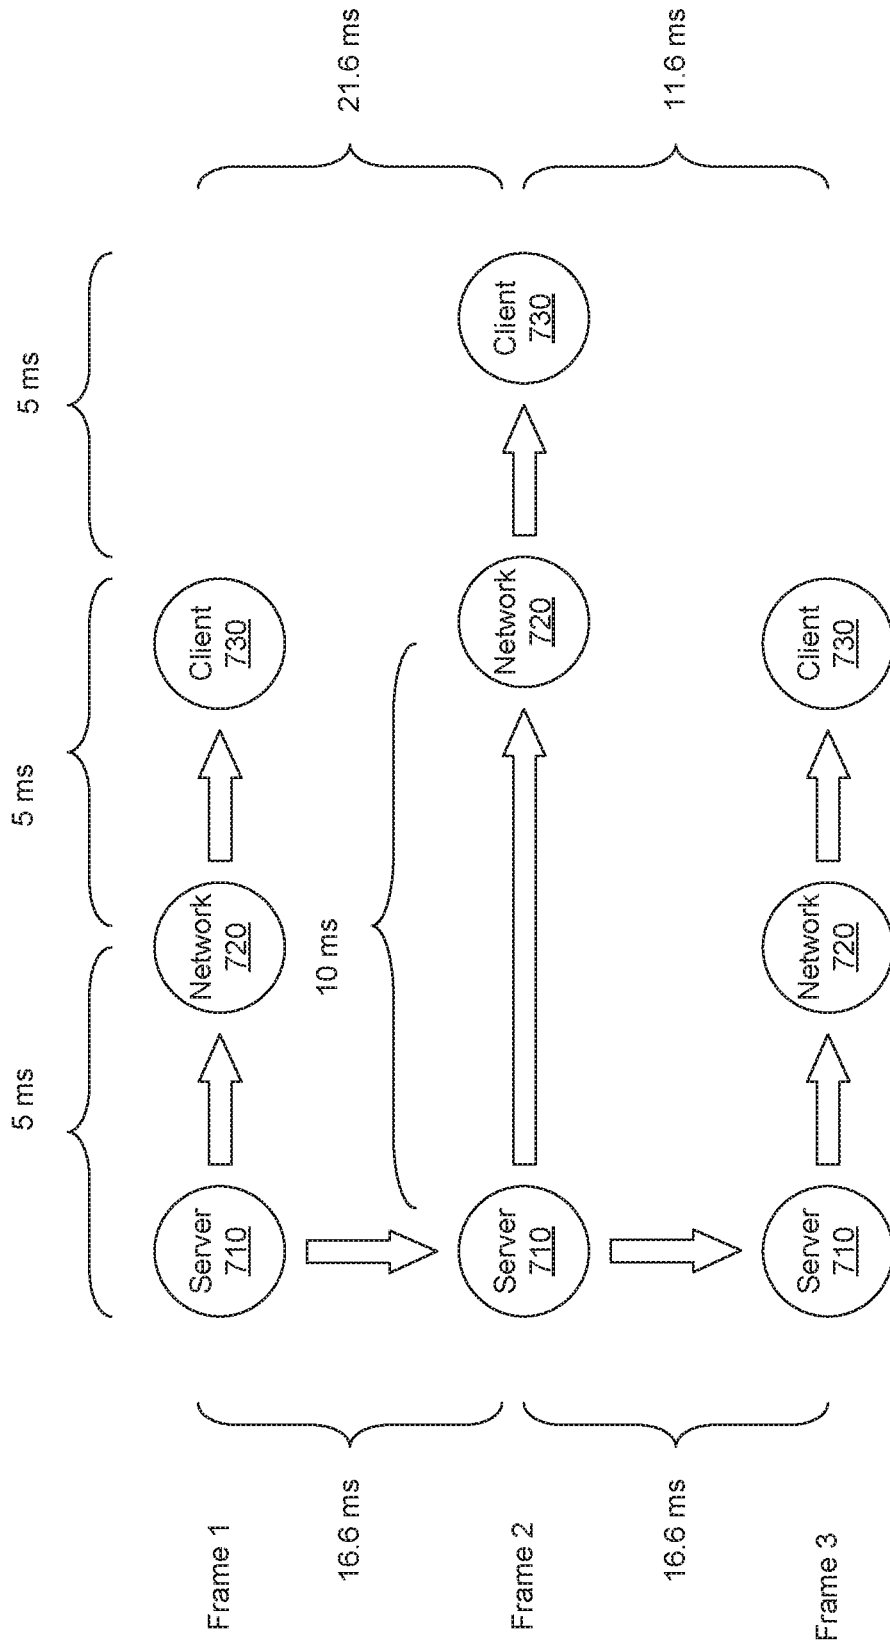 5 ms
5 ms
5 ms
Frame 1
Server
710
Network
720
Client
730
16.6 ms
10 ms
21.6 ms
Frame 2
Server
710
Network
720
Client
730
16.6 ms
11.6 ms
Frame 3
Server
710
Network
720
Client
730